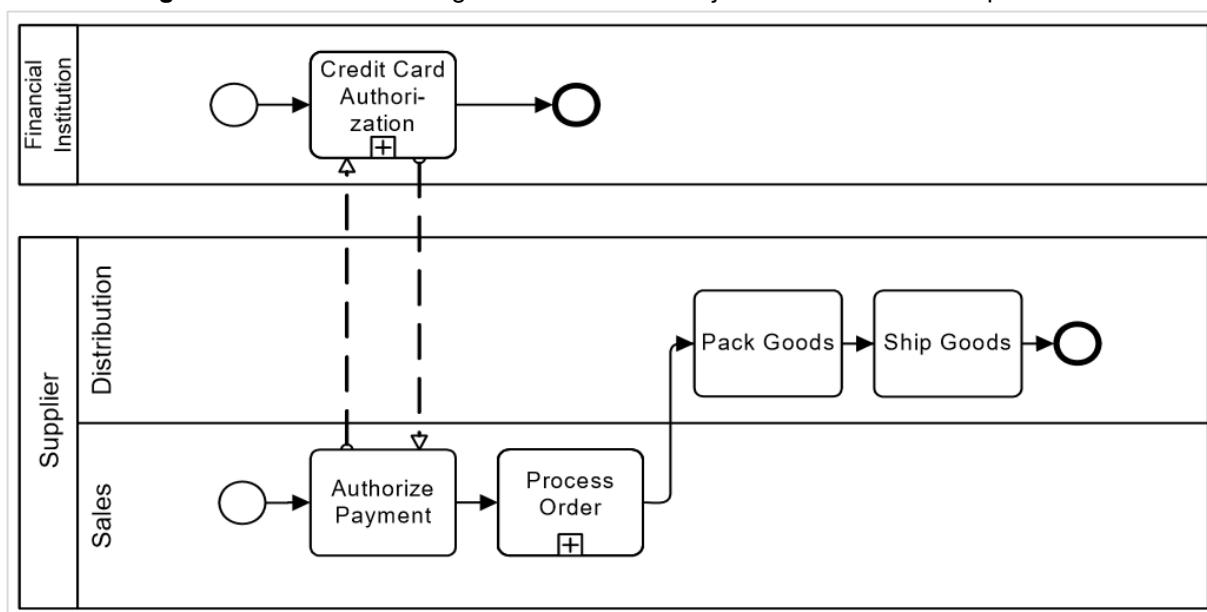 Financial
Institution
Credit Card
Authori-
zation
Supplier
Distribution
Pack Goods
Ship Goods
Sales
Authorize
Payment
Process
Order